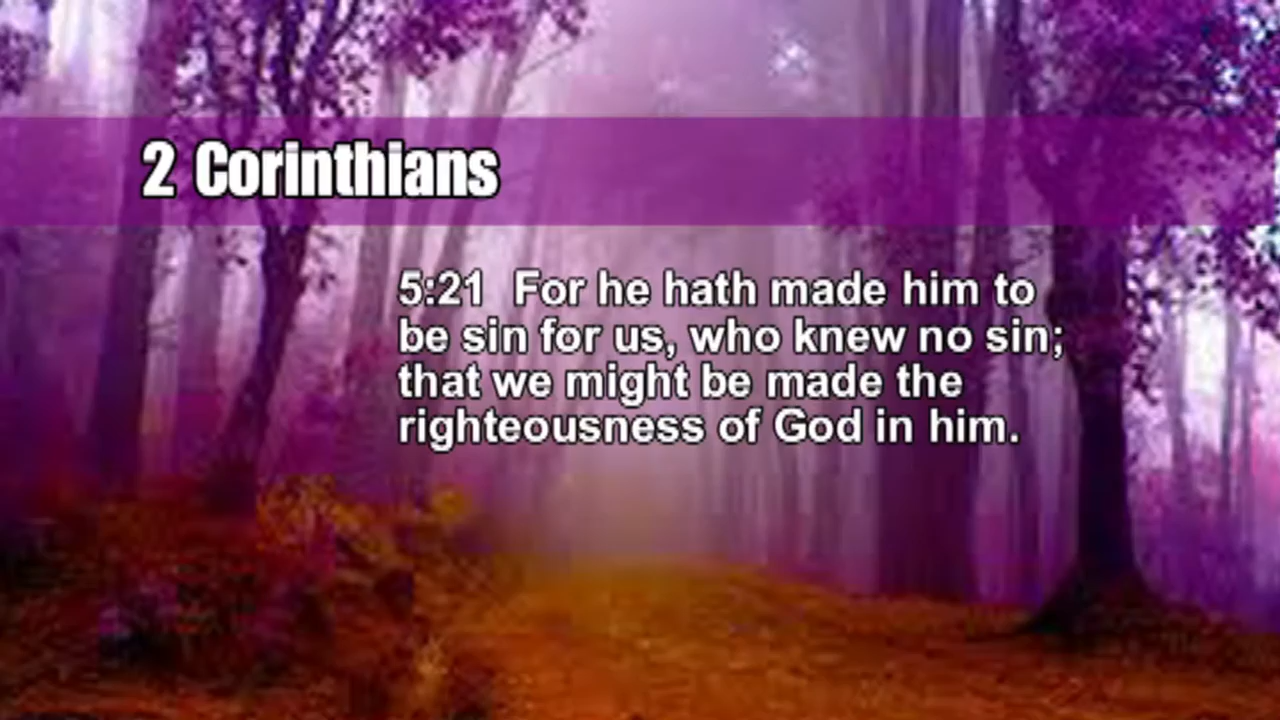 2 Corinthians
5:21 For he hath made him to
be sin for us, who knew no sin;
that we might be made the
righteousness of God in him.